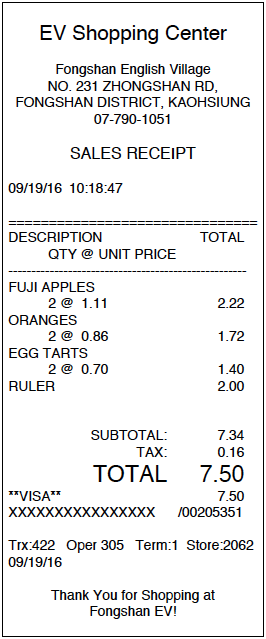 EV Shopping Center
Fongshan English Village
NO. 231 ZHONGSHAN RD,
FONGSHAN DISTRICT, KAOHSIUNG
07-790-1051
SALES RECEIPT
09/19/16 10:18:47
==============================
DESCRIPTION TOTAL
QTY @ UNIT PRICE
----------------------------------------------------
FUJI APPLES
2 @ 1.11 2.22
ORANGES
2 @ 0.86 1.72
EGG TARTS
2 @ 0.70 1.40
RULER 2.00
SUBTOTAL: 7.34
TAX: 0.16
TOTAL 7.50
**VISA** 7.50
XXXXXXXXXXXXXXXX /00205351
Trx:422 Oper 305 Term:1 Store:2062
09/19/16
Thank You for Shopping at
Fongshan EV!